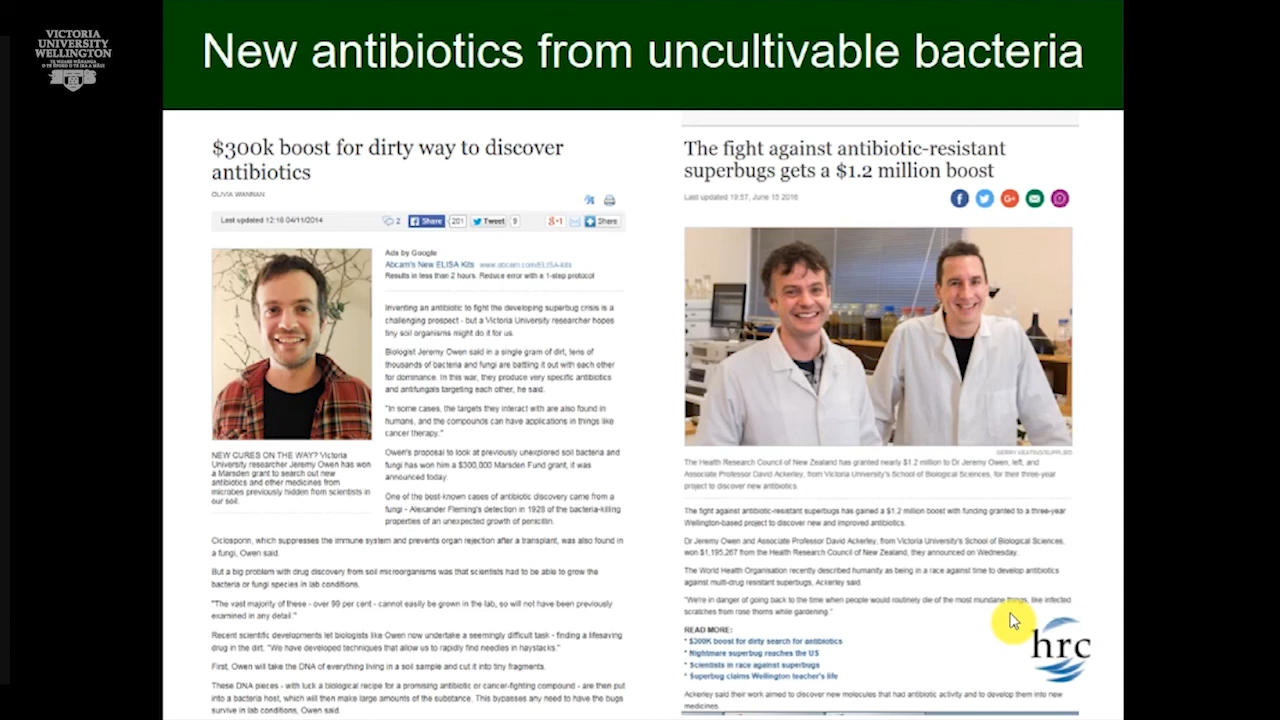 VICTORIA
UNIVERSITY
WELLINGTON
TE WHARE WĀNANGA
O TE ŪPOKO O TE IKA A MĀUI
New antibiotics from uncultivable bacteria
$300k boost for dirty way to discover
antibiotics
OLIVIA WANNAN
Last updated 12:18 04/11/2014
2
Share
201
Tweet
9
+1
Share
Ads by Google
Abcam's New ELISA Kits www.abcam.com/ELISA-kits
Results in less than 2 hours. Reduce error with a 1-step protocol
Inventing an antibiotic to fight the developing superbug crisis is a
challenging prospect - but a Victoria University researcher hopes
tiny soil organisms might do it for us.
Biologist Jeremy Owen said in a single gram of dirt, tens of
thousands of bacteria and fungi are battling it out with each other
for dominance. In this war, they produce very specific antibiotics
and antifungals targeting each other, he said.
"In some cases, the targets they interact with are also found in
humans, and the compounds can have applications in things like
cancer therapy."
Owen's proposal to look at previously unexplored soil bacteria and
fungi has won him a $300,000 Marsden Fund grant, it was
announced today.
One of the best-known cases of antibiotic discovery came from a
fungi - Alexander Fleming's detection in 1928 of the bacteria-killing
properties of an unexpected growth of penicillin.
NEW CURES ON THE WAY? Victoria
University researcher Jeremy Owen has won
a Marsden grant to search out new
antibiotics and other medicines from
microbes previously hidden from scientists in
our soil.
Ciclosporin, which suppresses the immune system and prevents organ rejection after a transplant, was also found in
a fungi, Owen said.
But a big problem with drug discovery from soil microorganisms was that scientists had to be able to grow the
bacteria or fungi species in lab conditions.
"The vast majority of these - over 99 per cent - cannot easily be grown in the lab, so will not have been previously
examined in any detail."
Recent scientific developments let biologists like Owen now undertake a seemingly difficult task - finding a lifesaving
drug in the dirt. "We have developed techniques that allow us to rapidly find needles in haystacks."
First, Owen will take the DNA of everything living in a soil sample and cut it into tiny fragments.
These DNA pieces - with luck a biological recipe for a promising antibiotic or cancer-fighting compound - are then put
into a bacteria host, which will then make large amounts of the substance. This bypasses any need to have the bugs
survive in lab conditions, Owen said.
The fight against antibiotic-resistant
superbugs gets a $1.2 million boost
Last updated 19:57, June 15 2016
GERRY KEATING/SUPPLIED
The Health Research Council of New Zealand has granted nearly $1.2 million to Dr Jeremy Owen, left, and
Associate Professor David Ackerley, from Victoria University's School of Biological Sciences, for their three-year
project to discover new antibiotics.
The fight against antibiotic-resistant superbugs has gained a $1.2 million boost with funding granted to a three-year
Wellington-based project to discover new and improved antibiotics.
Dr Jeremy Owen and Associate Professor David Ackerley, from Victoria University's School of Biological Sciences,
won $1,195,267 from the Health Research Council of New Zealand, they announced on Wednesday.
The World Health Organisation recently described humanity as being in a race against time to develop antibiotics
against multi-drug resistant superbugs, Ackerley said.
"We're in danger of going back to the time when people would routinely die of the most mundane things, like infected
scratches from rose thorns while gardening."
READ MORE:
* $300K boost for dirty search for antibiotics
* Nightmare superbug reaches the US
* Scientists in race against superbugs
* Superbug claims Wellington teacher's life
hrc
Ackerley said their work aimed to discover new molecules that had antibiotic activity and to develop them into new
medicines.